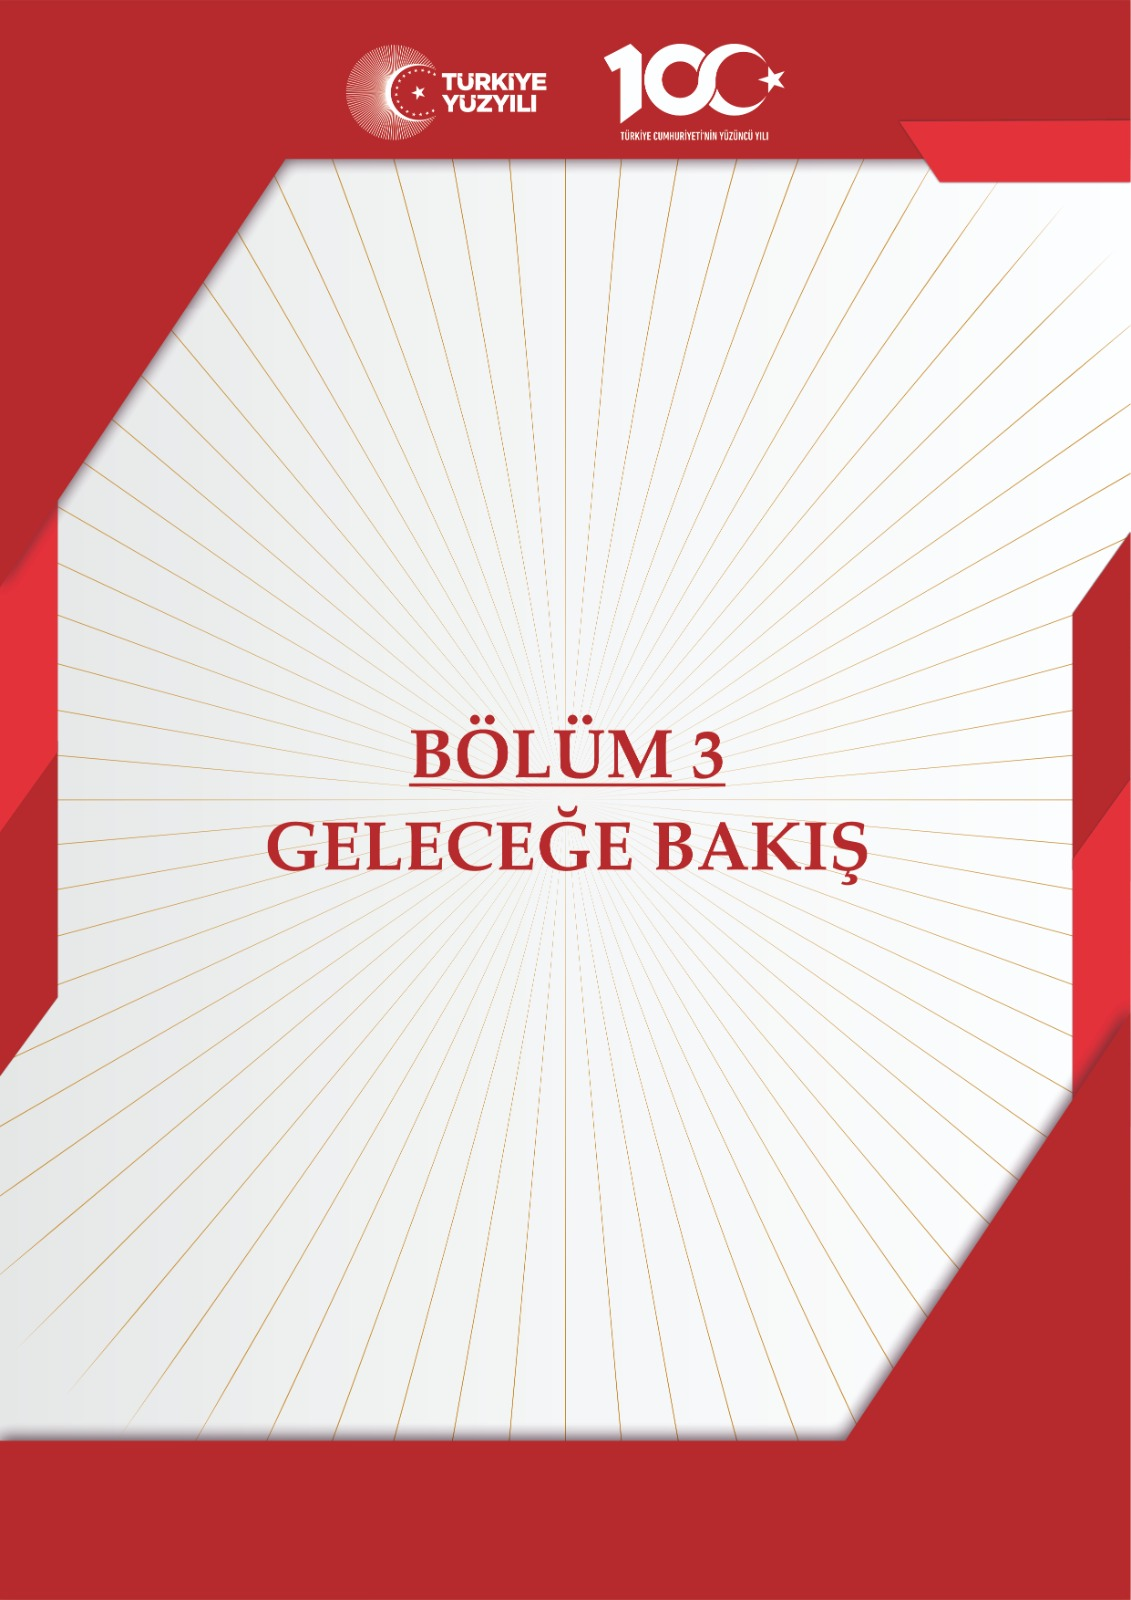 TÜRKİYE
YÜZYILI
100
TÜRKİYE CUMHURİYETİ'NİN YÜZÜNCÜ YILI
BÖLÜM 3
GELECEĞE BAKIŞ